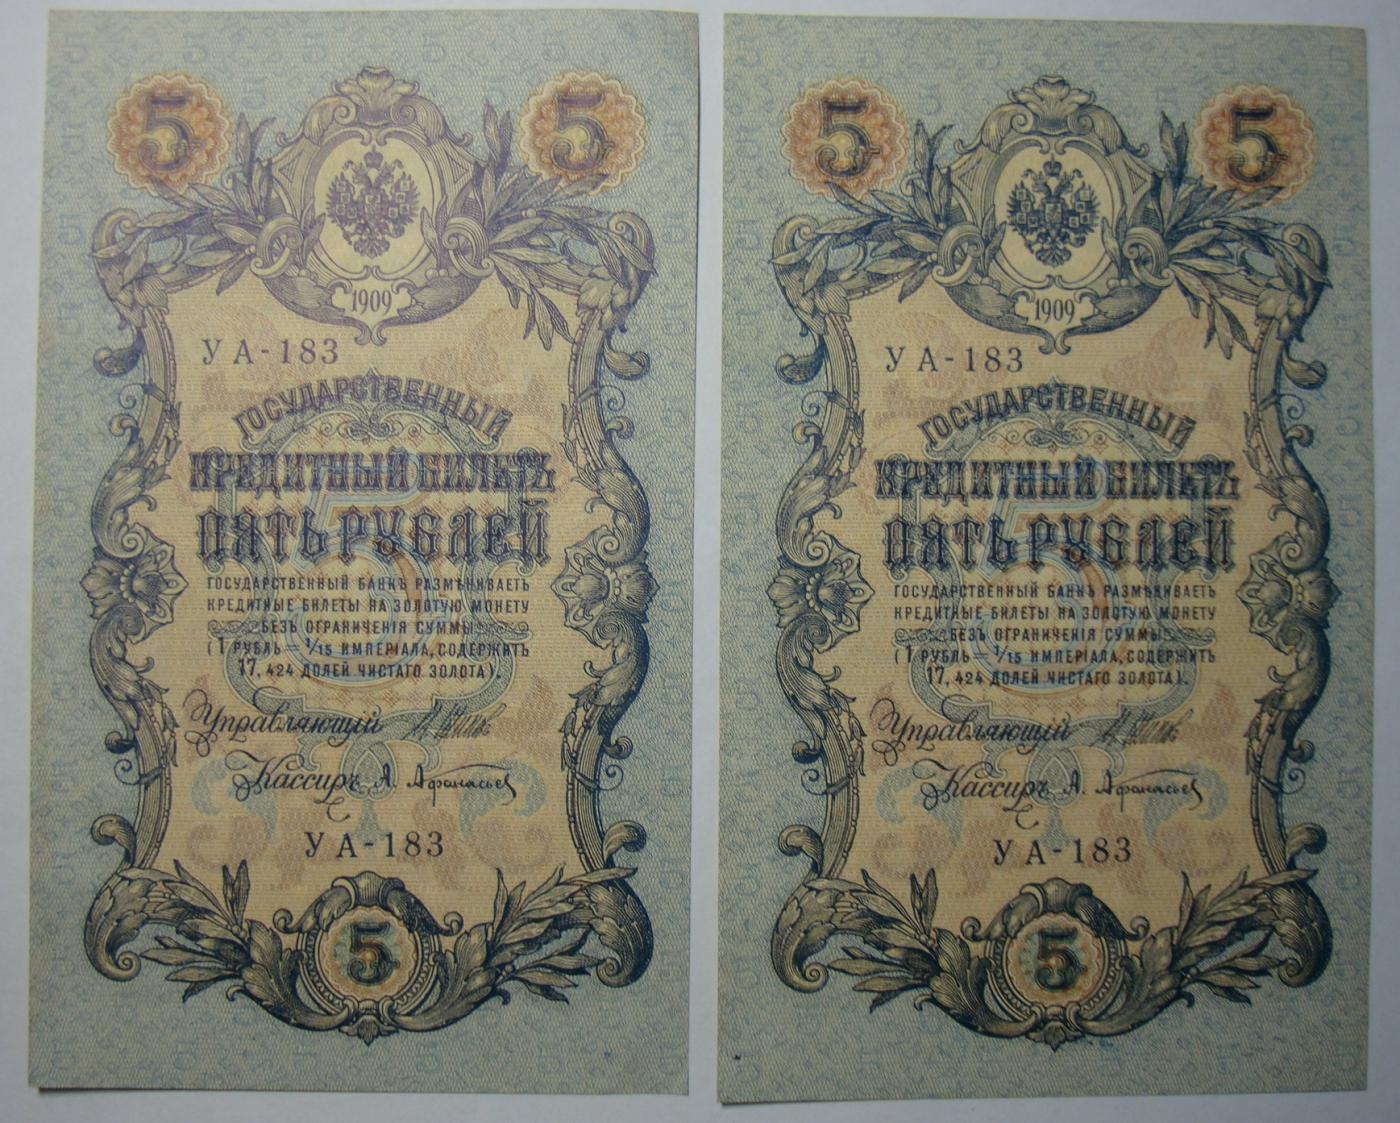 5 5
1909
УА-183
ГОСУДАРСТВЕННЫЙ
КРЕДИТНЫЙ БИЛЕТЪ
ПЯТЬ РУБЛЕЙ
ГОСУДАРСТВЕННЫЙ БАНКЪ РАЗМѢНИВАЕТЪ
КРЕДИТНЫЕ БИЛЕТЫ НА ЗОЛОТУЮ МОНЕТУ
БЕЗЪ ОГРАНИЧЕНІЯ СУММЫ
(1 РУБЛЬ = 1/15 ИМПЕРІАЛА, СОДЕРЖИТЪ
17,424 ДОЛЕЙ ЧИСТАГО ЗОЛОТА).
Управляющій
Кассиръ А. Афанасьев
УА-183
5
5 5
1909
УА-183
ГОСУДАРСТВЕННЫЙ
КРЕДИТНЫЙ БИЛЕТЪ
ПЯТЬ РУБЛЕЙ
ГОСУДАРСТВЕННЫЙ БАНКЪ РАЗМѢНИВАЕТЪ
КРЕДИТНЫЕ БИЛЕТЫ НА ЗОЛОТУЮ МОНЕТУ
БЕЗЪ ОГРАНИЧЕНІЯ СУММЫ
(1 РУБЛЬ = 1/15 ИМПЕРІАЛА, СОДЕРЖИТЪ
17,424 ДОЛЕЙ ЧИСТАГО ЗОЛОТА).
Управляющій
Кассиръ А. Афанасьев
УА-183
5